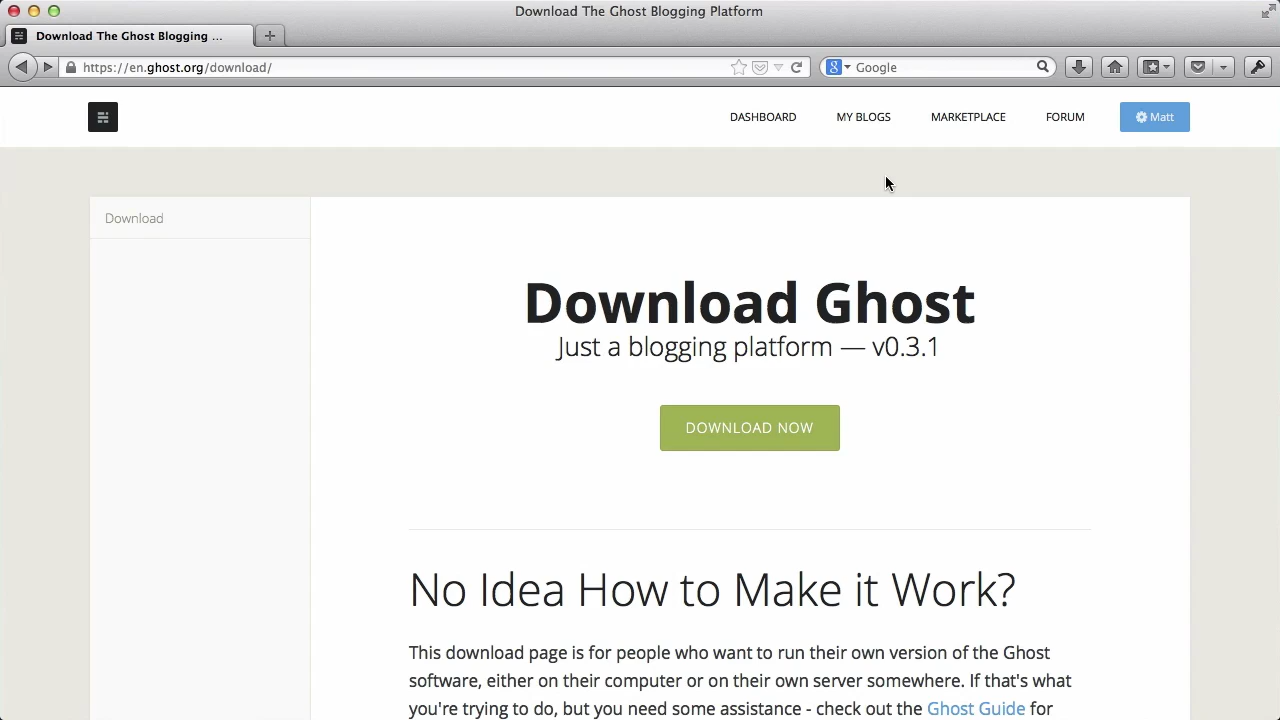 Download The Ghost Blogging Platform
Download The Ghost Blogging ...
https://en.ghost.org/download/
Google
DASHBOARD
MY BLOGS
MARKETPLACE
FORUM
Matt
Download
Download Ghost
Just a blogging platform — v0.3.1
DOWNLOAD NOW
No Idea How to Make it Work?
This download page is for people who want to run their own version of the Ghost
software, either on their computer or on their own server somewhere. If that's what
you're trying to do, but you need some assistance - check out the Ghost Guide for